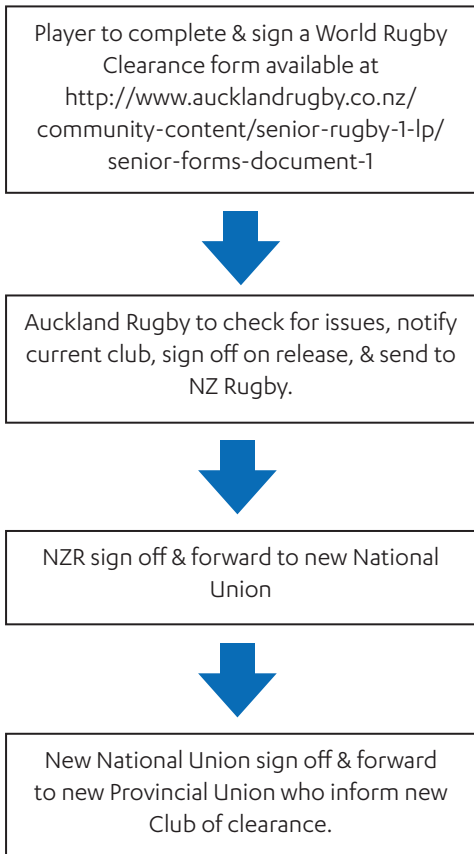 Player to complete & sign a World Rugby
Clearance form available at
http://www.aucklandrugby.co.nz/
community-content/senior-rugby-1-lp/
senior-forms-document-1
Auckland Rugby to check for issues, notify
current club, sign off on release, & send to
NZ Rugby.
NZR sign off & forward to new National
Union
New National Union sign off & forward
to new Provincial Union who inform new
Club of clearance.